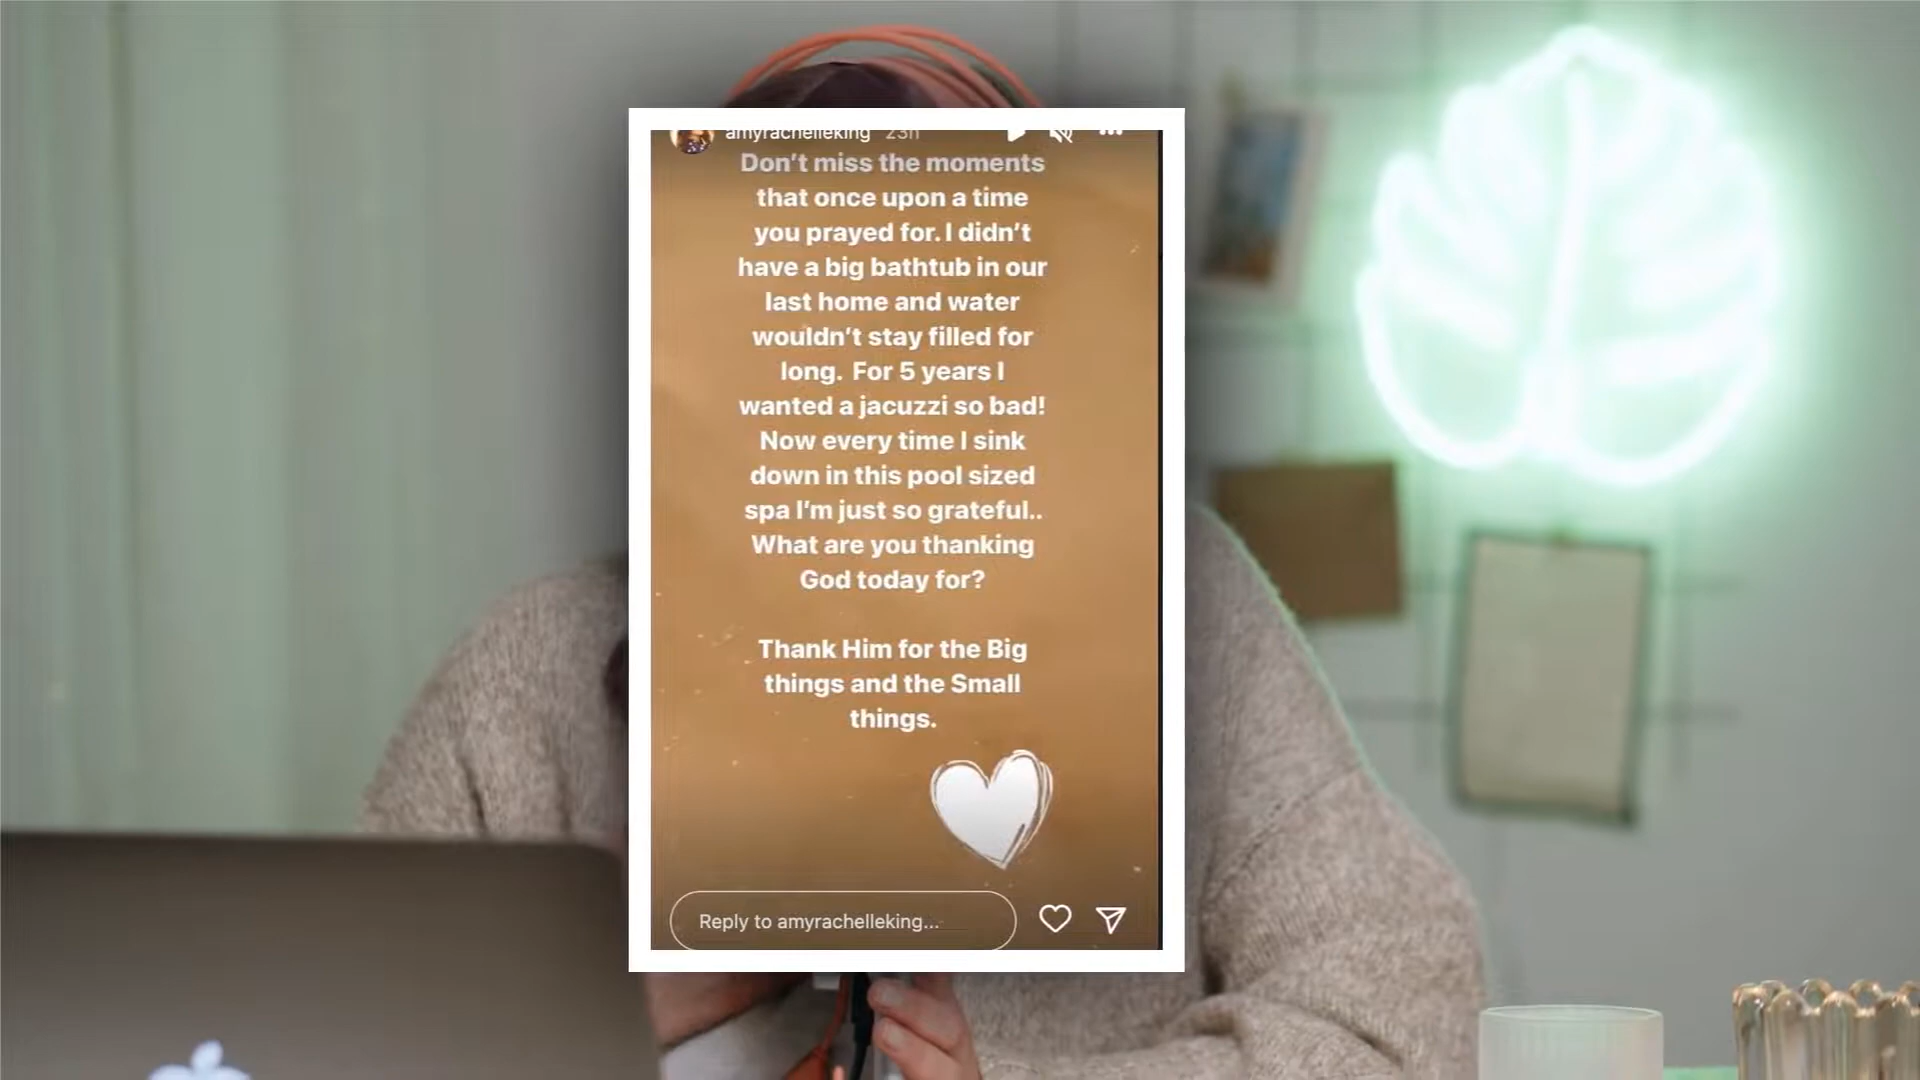 amyrachelleking 23h
Don't miss the moments
that once upon a time
you prayed for. I didn't
have a big bathtub in our
last home and water
wouldn't stay filled for
long. For 5 years I
wanted a jacuzzi so bad!
Now every time I sink
down in this pool sized
spa I'm just so grateful..
What are you thanking
God today for?
Thank Him for the Big
things and the Small
things.
Reply to amyrachelleking...